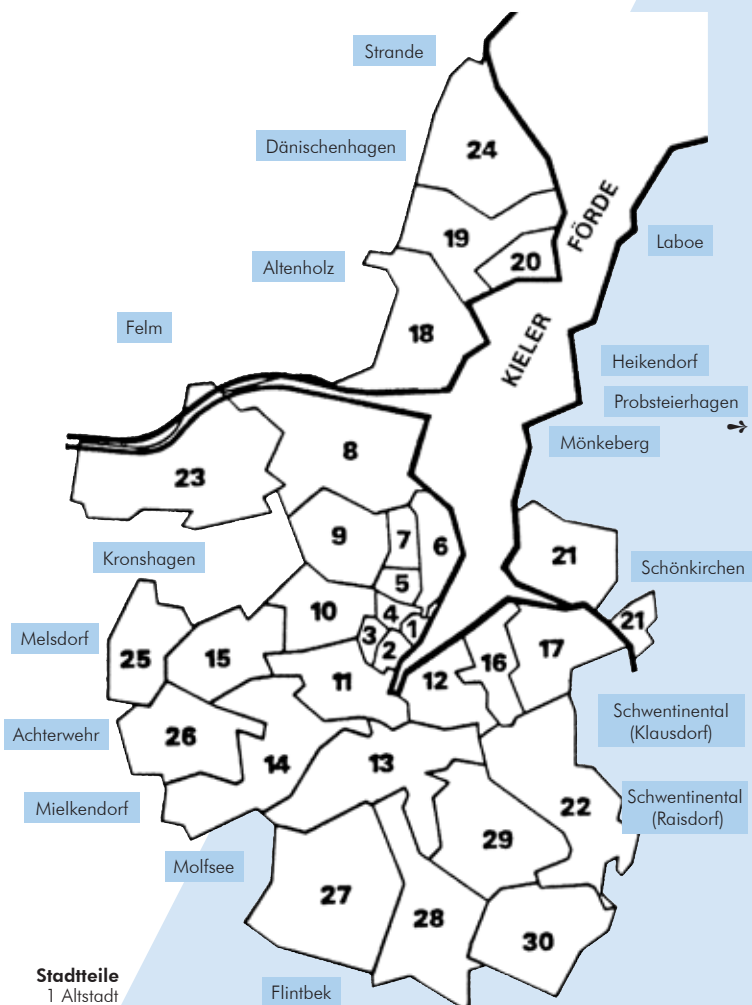 Strande
Dänischenhagen
24
FÖRDE
19
Laboe
20
Altenholz
Felm
18
KIELER
Heikendorf
Probsteierhagen
Mönkeberg
8
23
9
7
6
21
Kronshagen
Schönkirchen
5
10
4
1
21
Melsdorf
3
2
25
15
16
17
11
12
Schwentinental
(Klausdorf)
Achterwehr
26
14
13
Mielkendorf
22
Schwentinental
(Raisdorf)
29
Molfsee
27
28
30
Stadtteile
1 Altstadt
Flintbek